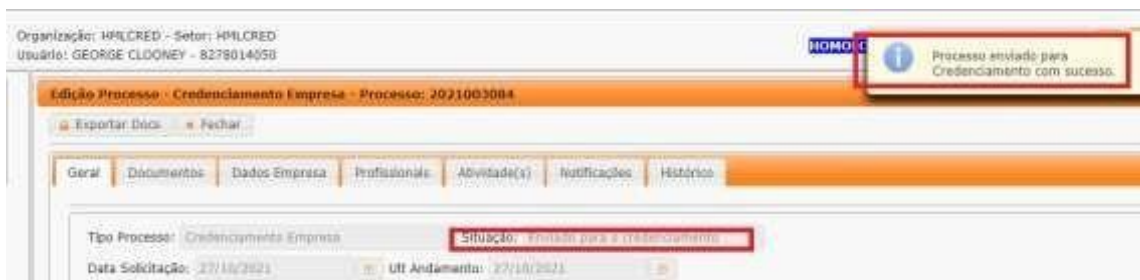 Organização: HMLCRED - Setor: HMLCRED
Usuário: GEORGE CLOONEY - 8278014050
HOMO
Processo enviado para
Credenciamento com sucesso.
Edição Processo - Credenciamento Empresa - Processo: 2021003084
Exportar Docs Fechar
Geral Documentos Dados Empresa Profissionais Atividade(s) Notificações Histórico
Tipo Processo: Credenciamento Empresa Situação: Enviado para o credenciamento
Data Solicitação: 27/10/2021 Ult Andamento: 27/10/2021